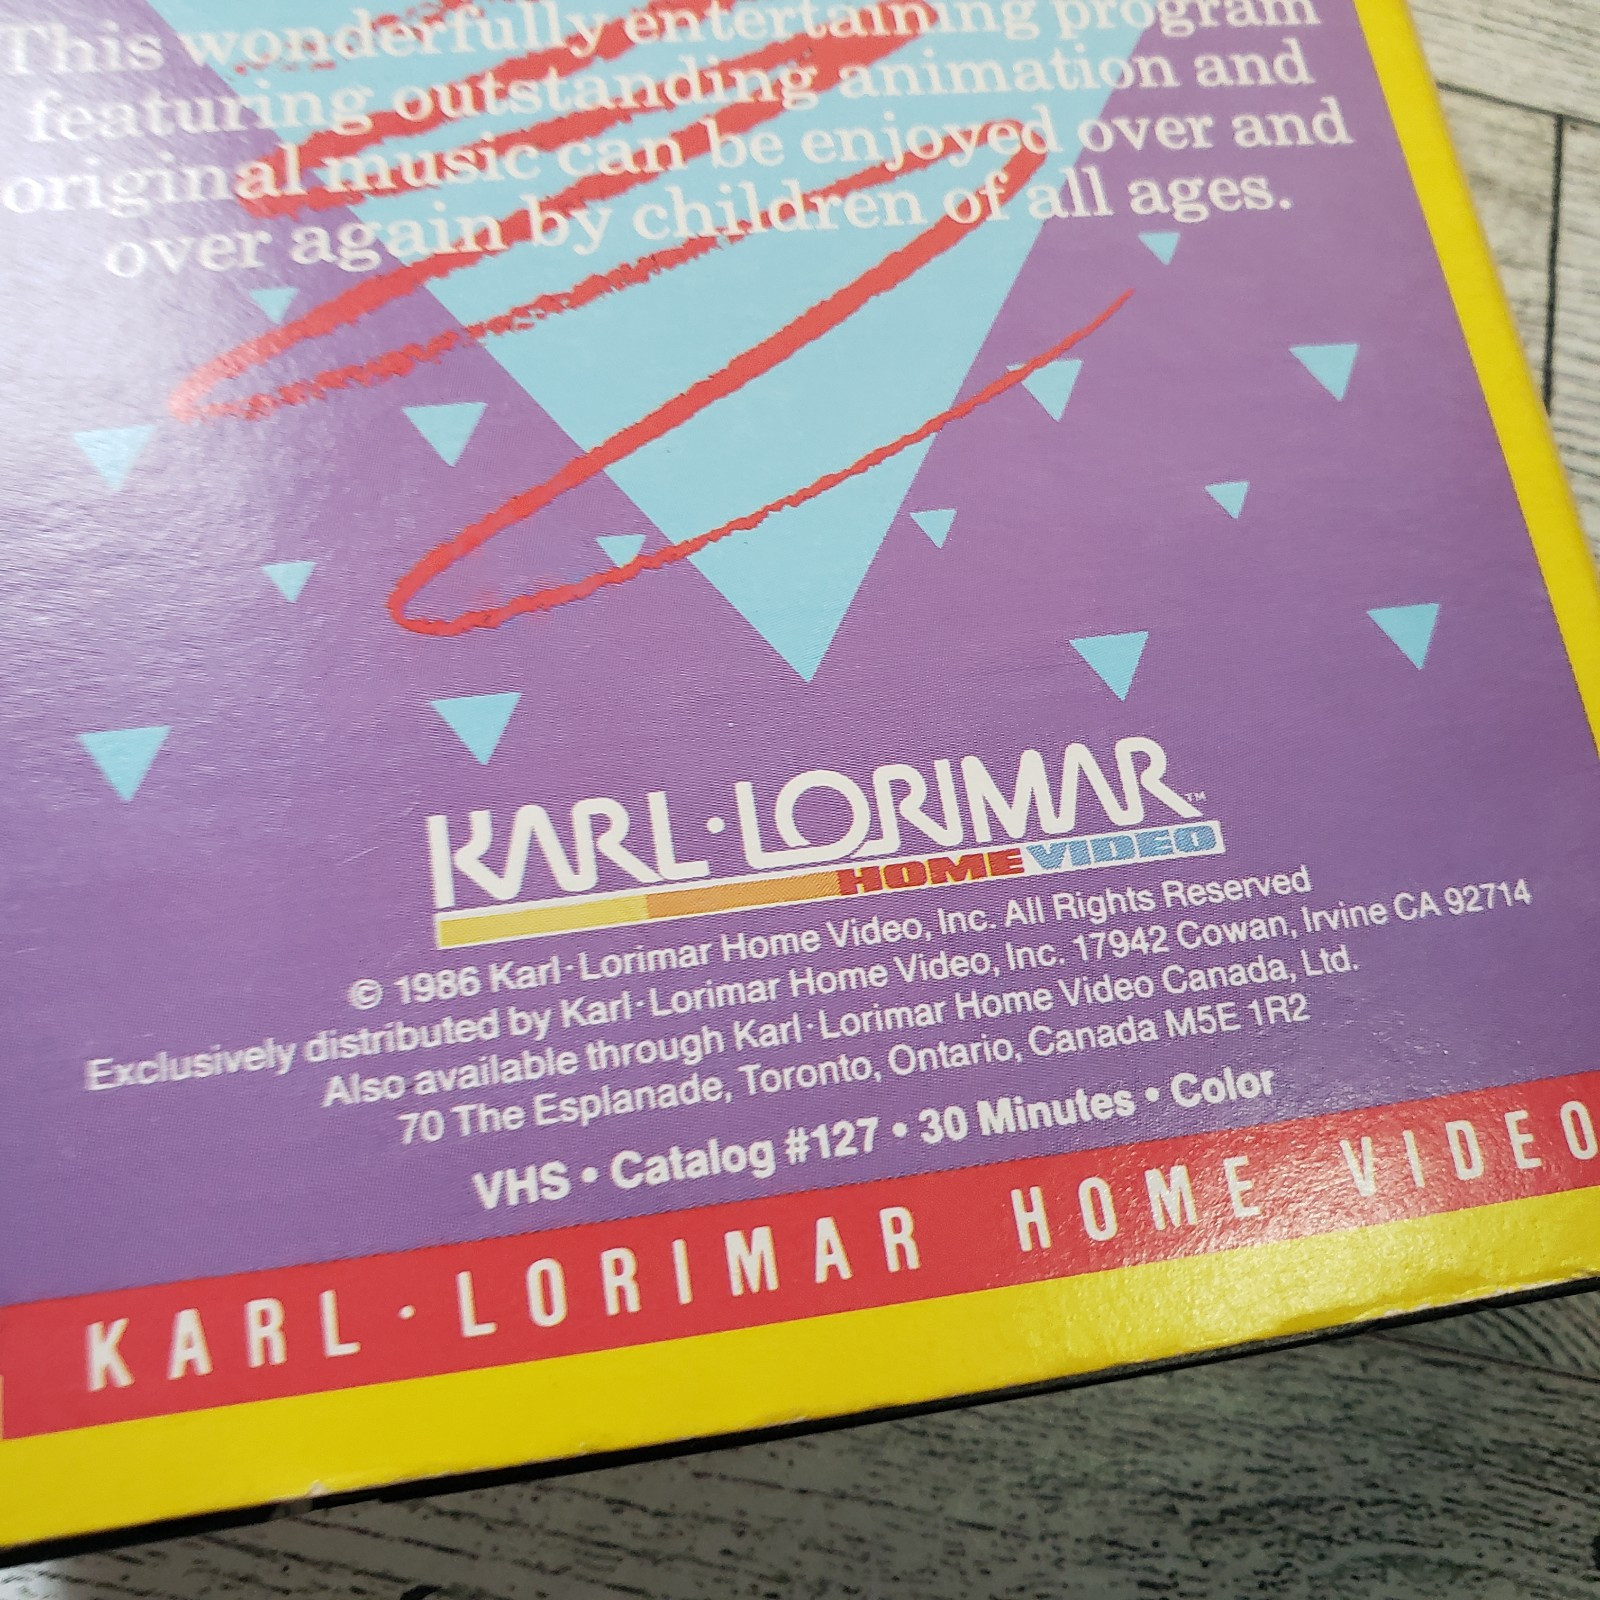 This wonderfully entertaining program
featuring outstanding animation and
original music can be enjoyed over and
over again by children of all ages.
KARL·LORIMAR™
HOME VIDEO
© 1986 Karl·Lorimar Home Video, Inc. All Rights Reserved
Exclusively distributed by Karl·Lorimar Home Video, Inc. 17942 Cowan, Irvine CA 92714
Also available through Karl·Lorimar Home Video Canada, Ltd.
70 The Esplanade, Toronto, Ontario, Canada M5E 1R2
VHS • Catalog #127 • 30 Minutes • Color
KARL·LORIMAR HOME VIDEO